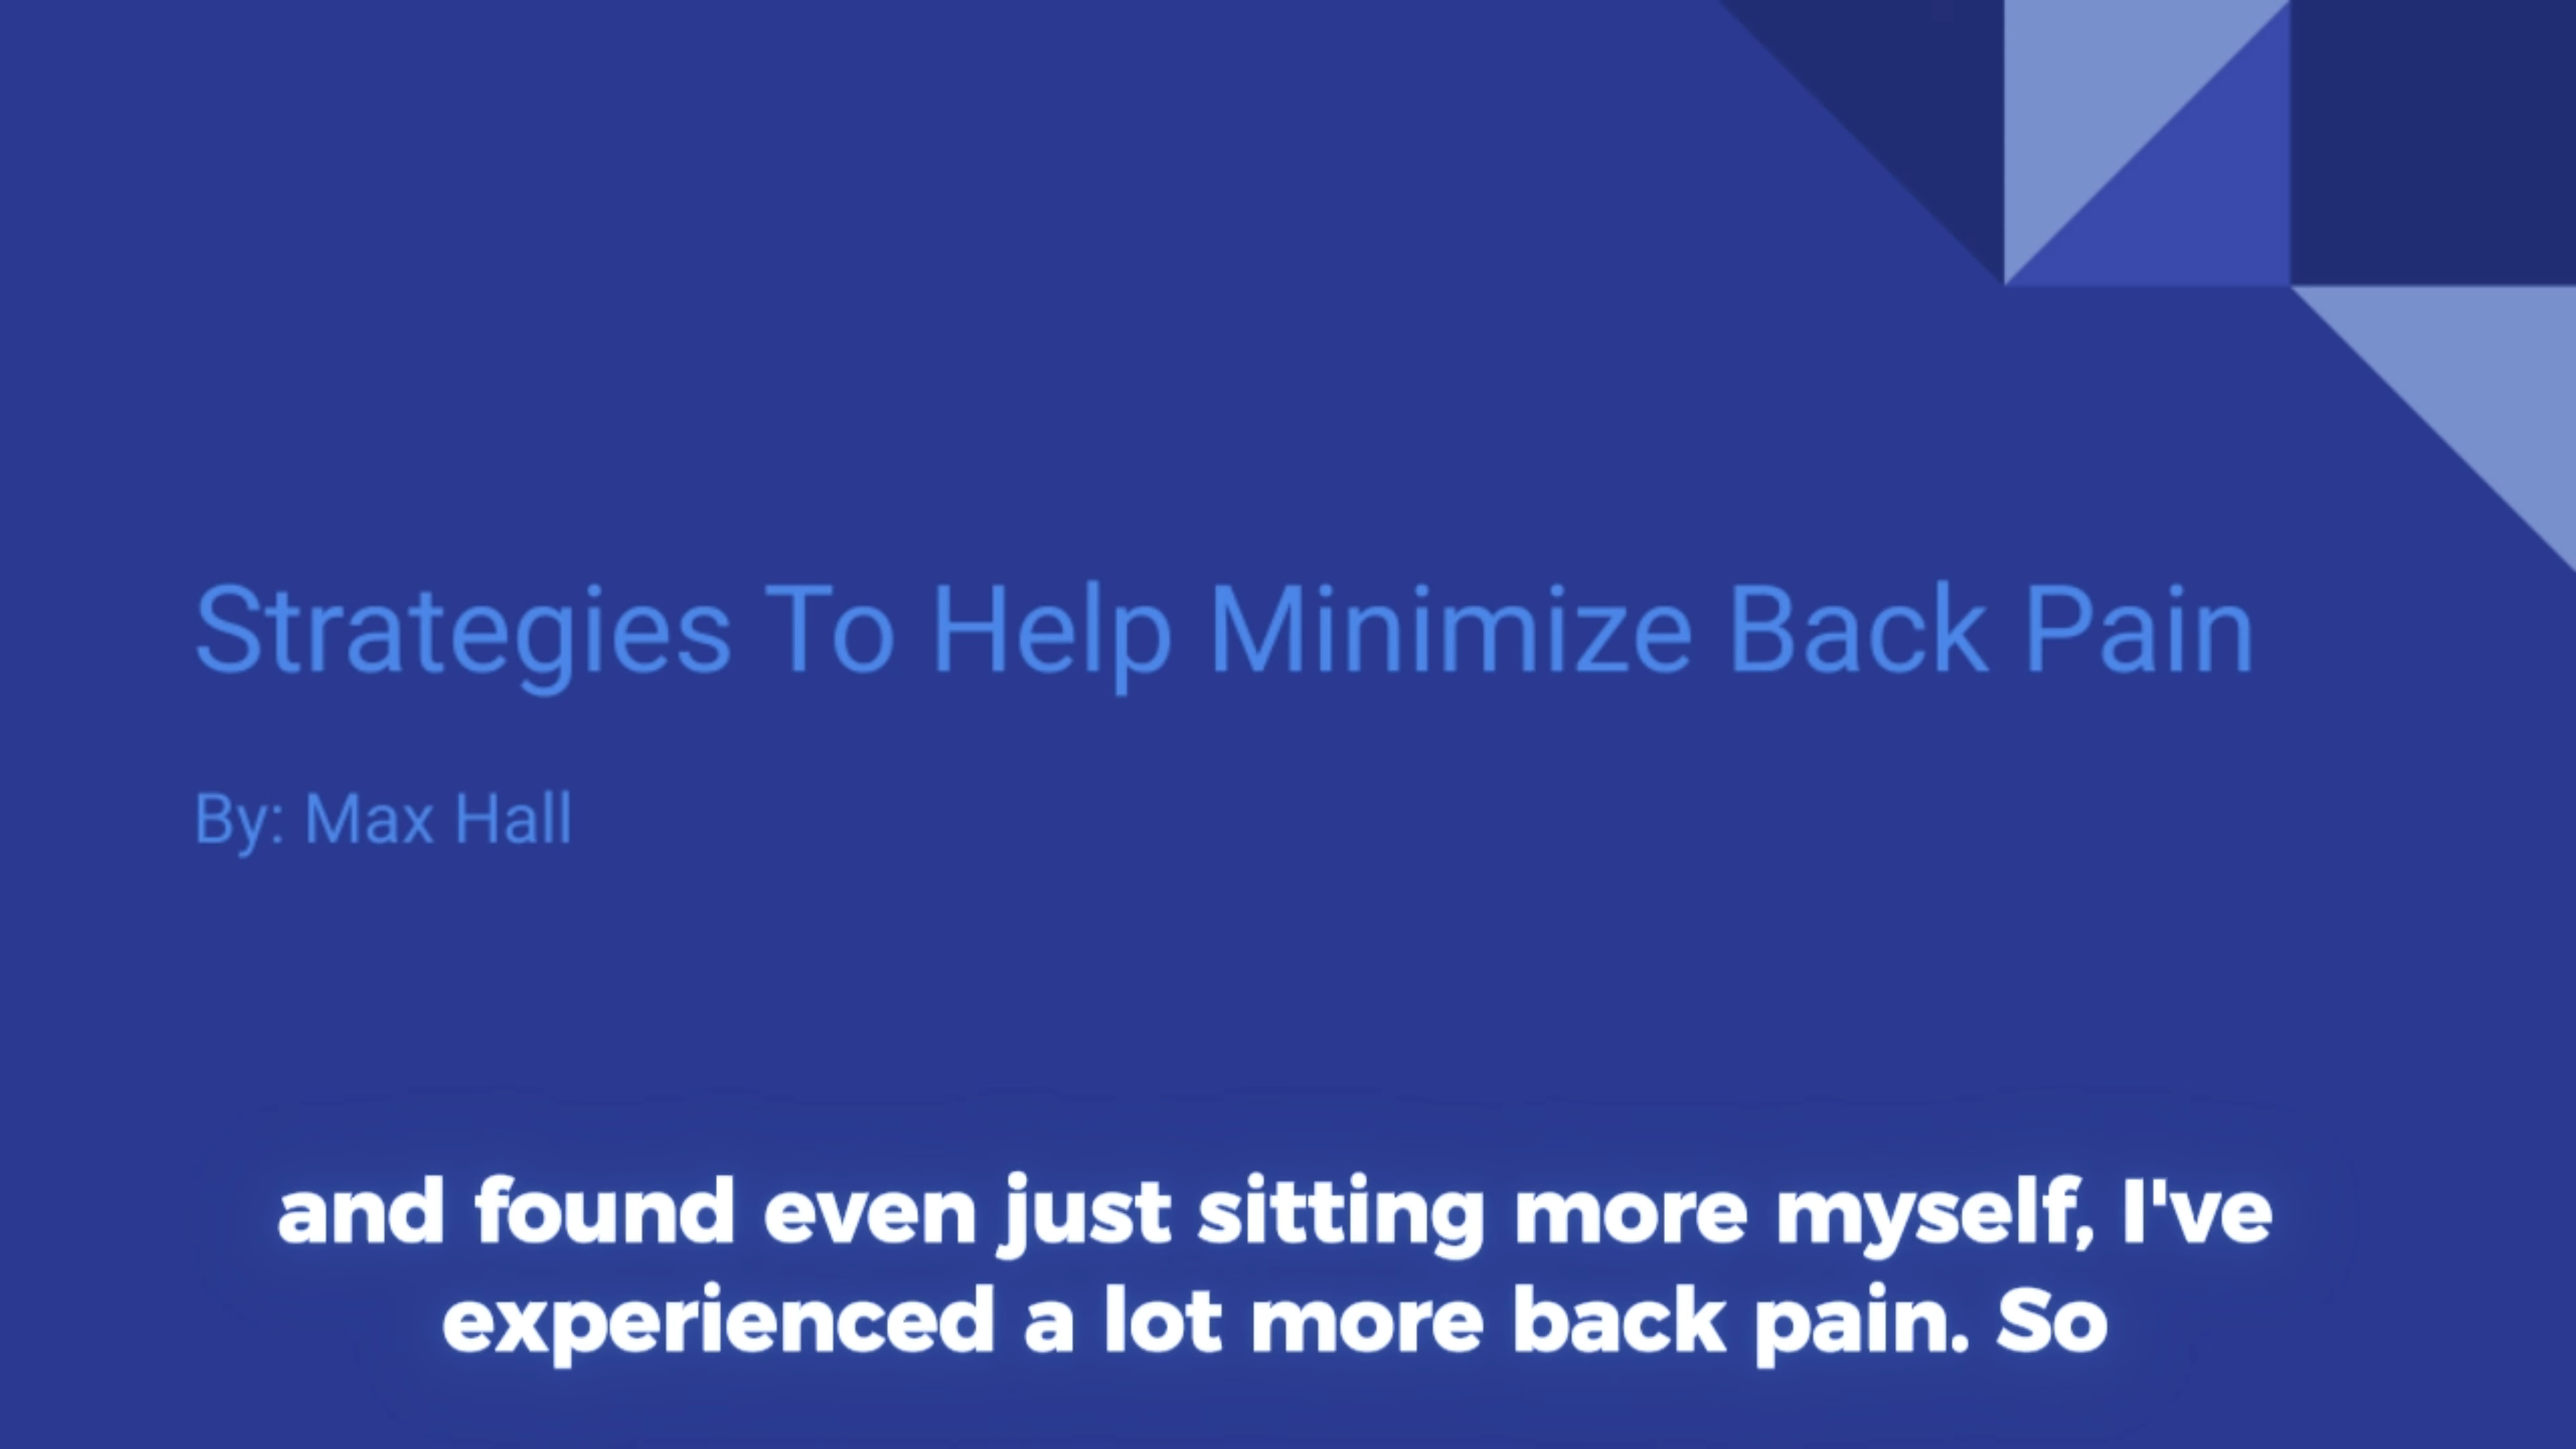 Strategies To Help Minimize Back Pain
By: Max Hall
and found even just sitting more myself, I've
experienced a lot more back pain. So